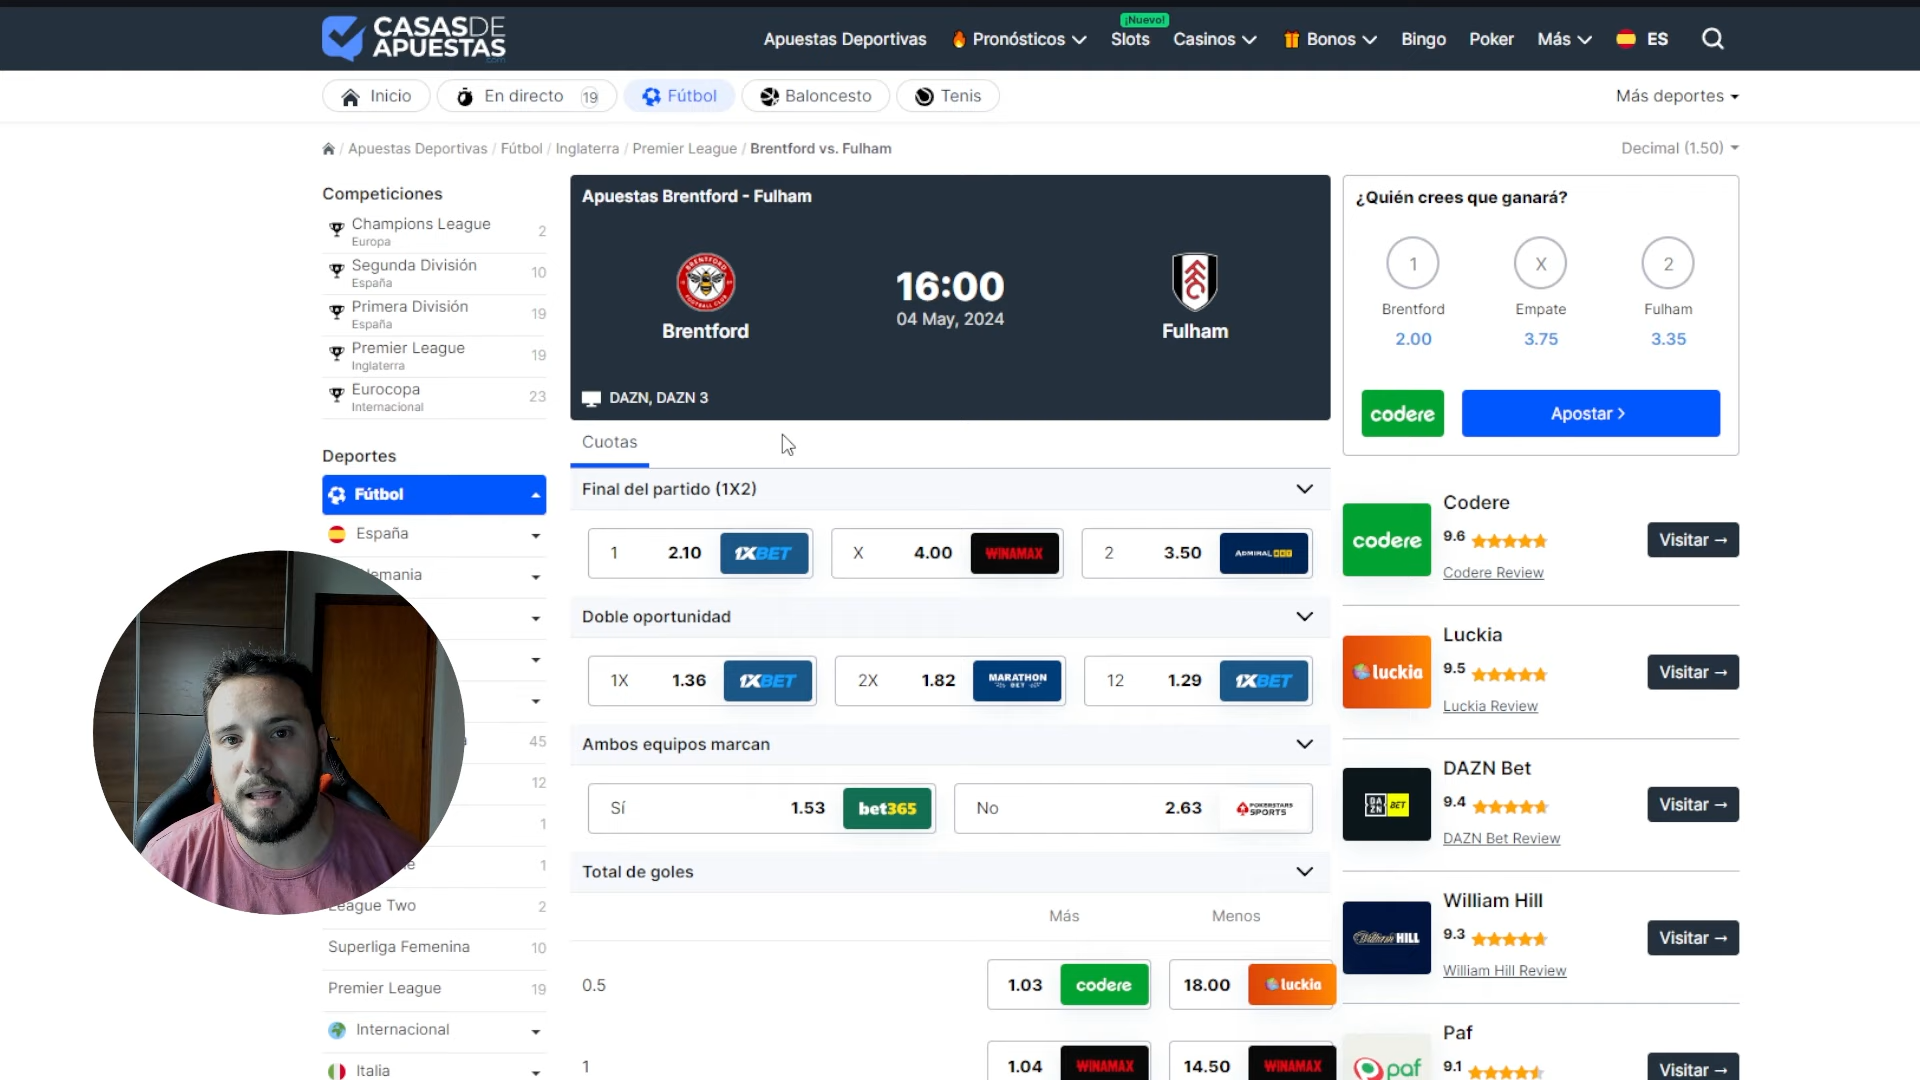 CASASDE
APUESTAS
.com
Apuestas Deportivas
Pronósticos
¡Nuevo!
Slots
Casinos
Bonos
Bingo
Poker
Más
ES
Inicio
En directo 19
Fútbol
Baloncesto
Tenis
Más deportes
/ Apuestas Deportivas / Fútbol / Inglaterra / Premier League / Brentford vs. Fulham
Decimal (1.50)
Competiciones
Champions League
Europa
2
Segunda División
España
10
Primera División
España
19
Premier League
Inglaterra
19
Eurocopa
Internacional
23
Deportes
Fútbol
España
45
12
1
1
League Two 2
Superliga Femenina 10
Premier League 19
Internacional
Italia
Apuestas Brentford - Fulham
BRENTFORD
FOOTBALL CLUB
Brentford
16:00
04 May, 2024
FFC
Fulham
DAZN, DAZN 3
Cuotas
Final del partido (1X2)
1 2.10 1XBET
X 4.00 WINAMAX
2 3.50 ADMIRALBET
Doble oportunidad
1X 1.36 1XBET
2X 1.82 MARATHON BET
12 1.29 1XBET
Ambos equipos marcan
Sí 1.53 bet365
No 2.63 POKERSTARS SPORTS
Total de goles
Más Menos
0.5 1.03 codere 18.00 luckia
1 1.04 WINAMAX 14.50 WINAMAX
¿Quién crees que ganará?
1 X 2
Brentford Empate Fulham
2.00 3.75 3.35
codere Apostar >
codere
Codere
9.6
Codere Review
Visitar →
luckia
Luckia
9.5
Luckia Review
Visitar →
DAZN BET
DAZN Bet
9.4
DAZN Bet Review
Visitar →
William HILL
William Hill
9.3
William Hill Review
Visitar →
paf
Paf
9.1
Visitar →